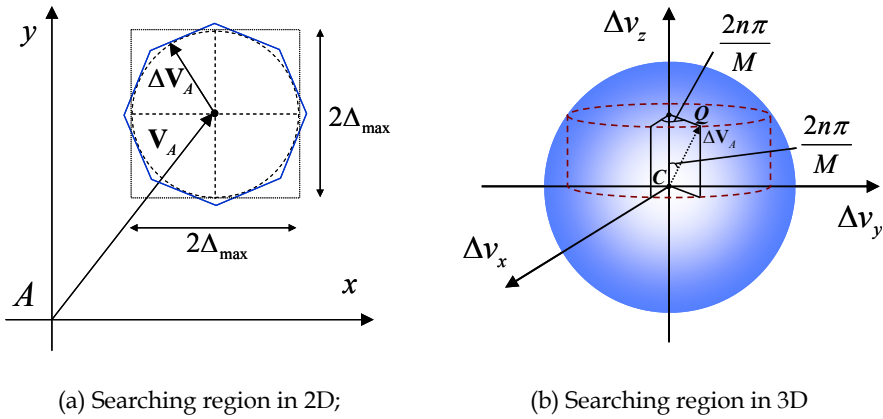 y
ΔV_A
V_A
2Δ_max
2Δ_max
A
x
(a) Searching region in 2D;
Δv_z
2nπ/M
Q
ΔV_A
C
2nπ/M
Δv_y
Δv_x
(b) Searching region in 3D